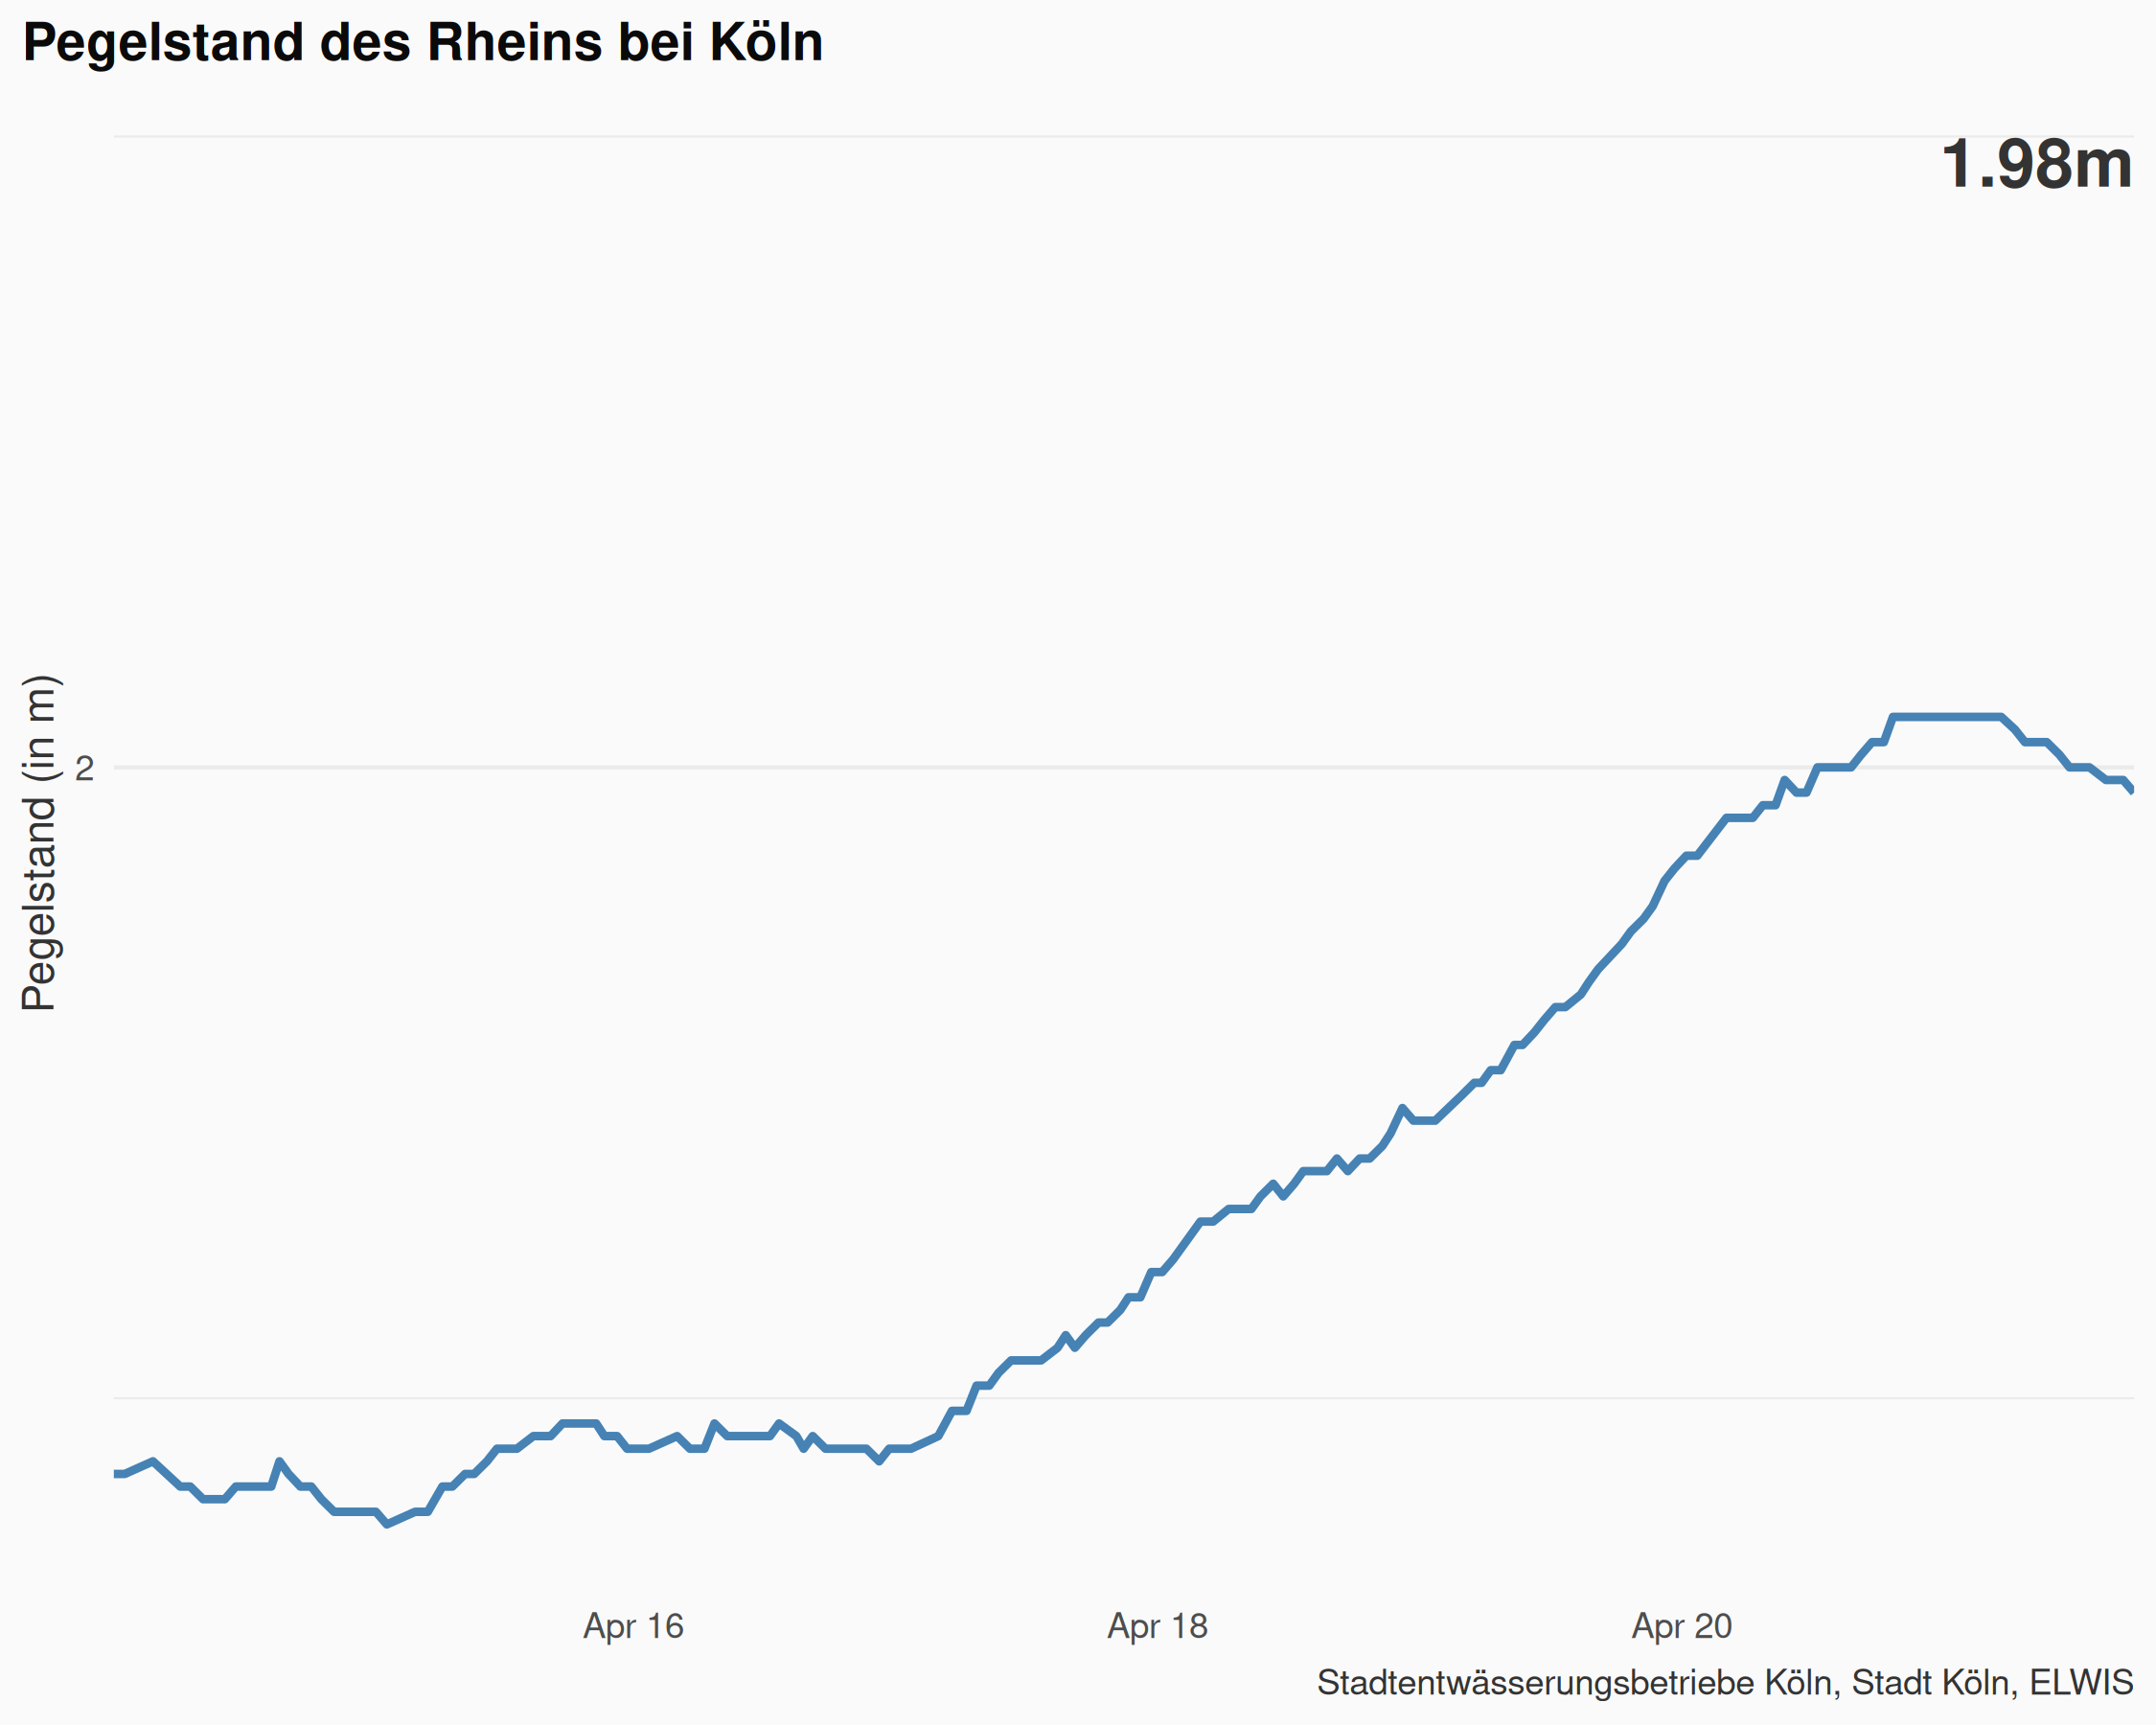 Pegelstand des Rheins bei Köln
1.98m
Pegelstand (in m)
2
Apr 16
Apr 18
Apr 20
Stadtentwässerungsbetriebe Köln, Stadt Köln, ELWIS